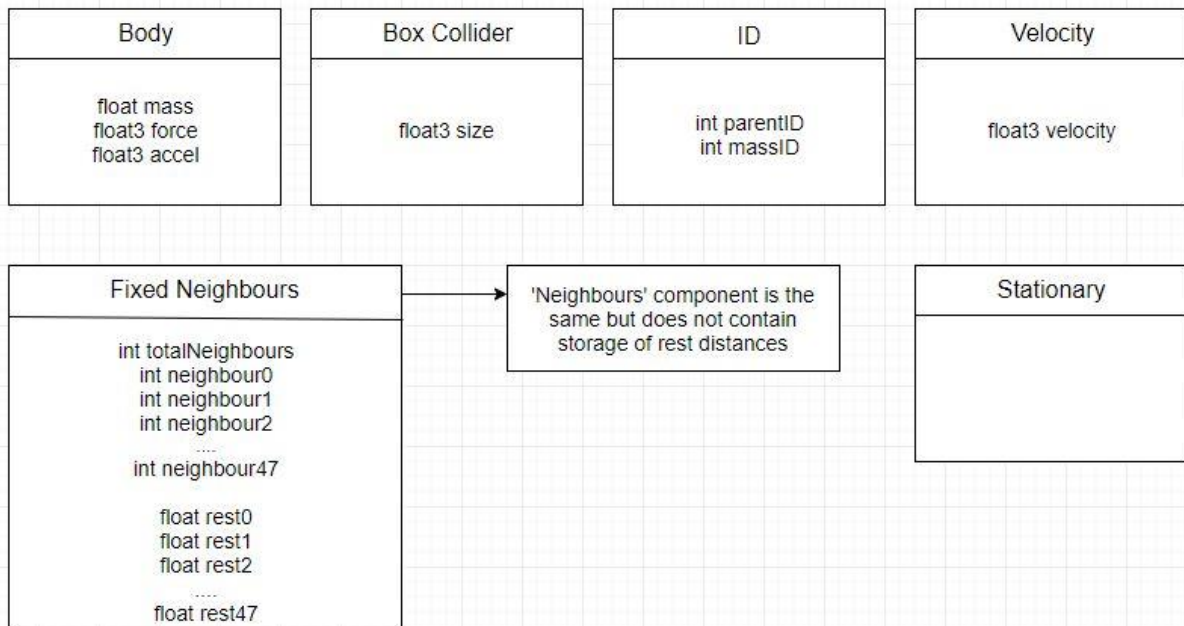 Body
float mass
float3 force
float3 accel
Box Collider
float3 size
ID
int parentID
int massID
Velocity
float3 velocity
Fixed Neighbours
int totalNeighbours
int neighbour0
int neighbour1
int neighbour2
....
int neighbour47
float rest0
float rest1
float rest2
....
float rest47
'Neighbours' component is the
same but does not contain
storage of rest distances
Stationary